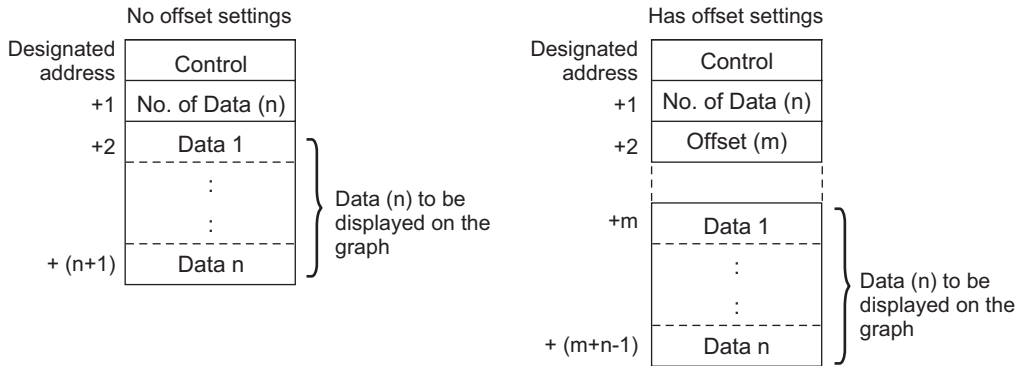 No offset settings
Designated
address
Control
+1
No. of Data (n)
+2
Data 1
:
:
+ (n+1)
Data n
Data (n) to be
displayed on the
graph
Has offset settings
Designated
address
Control
+1
No. of Data (n)
+2
Offset (m)
+m
Data 1
:
:
+ (m+n-1)
Data n
Data (n) to be
displayed on the
graph